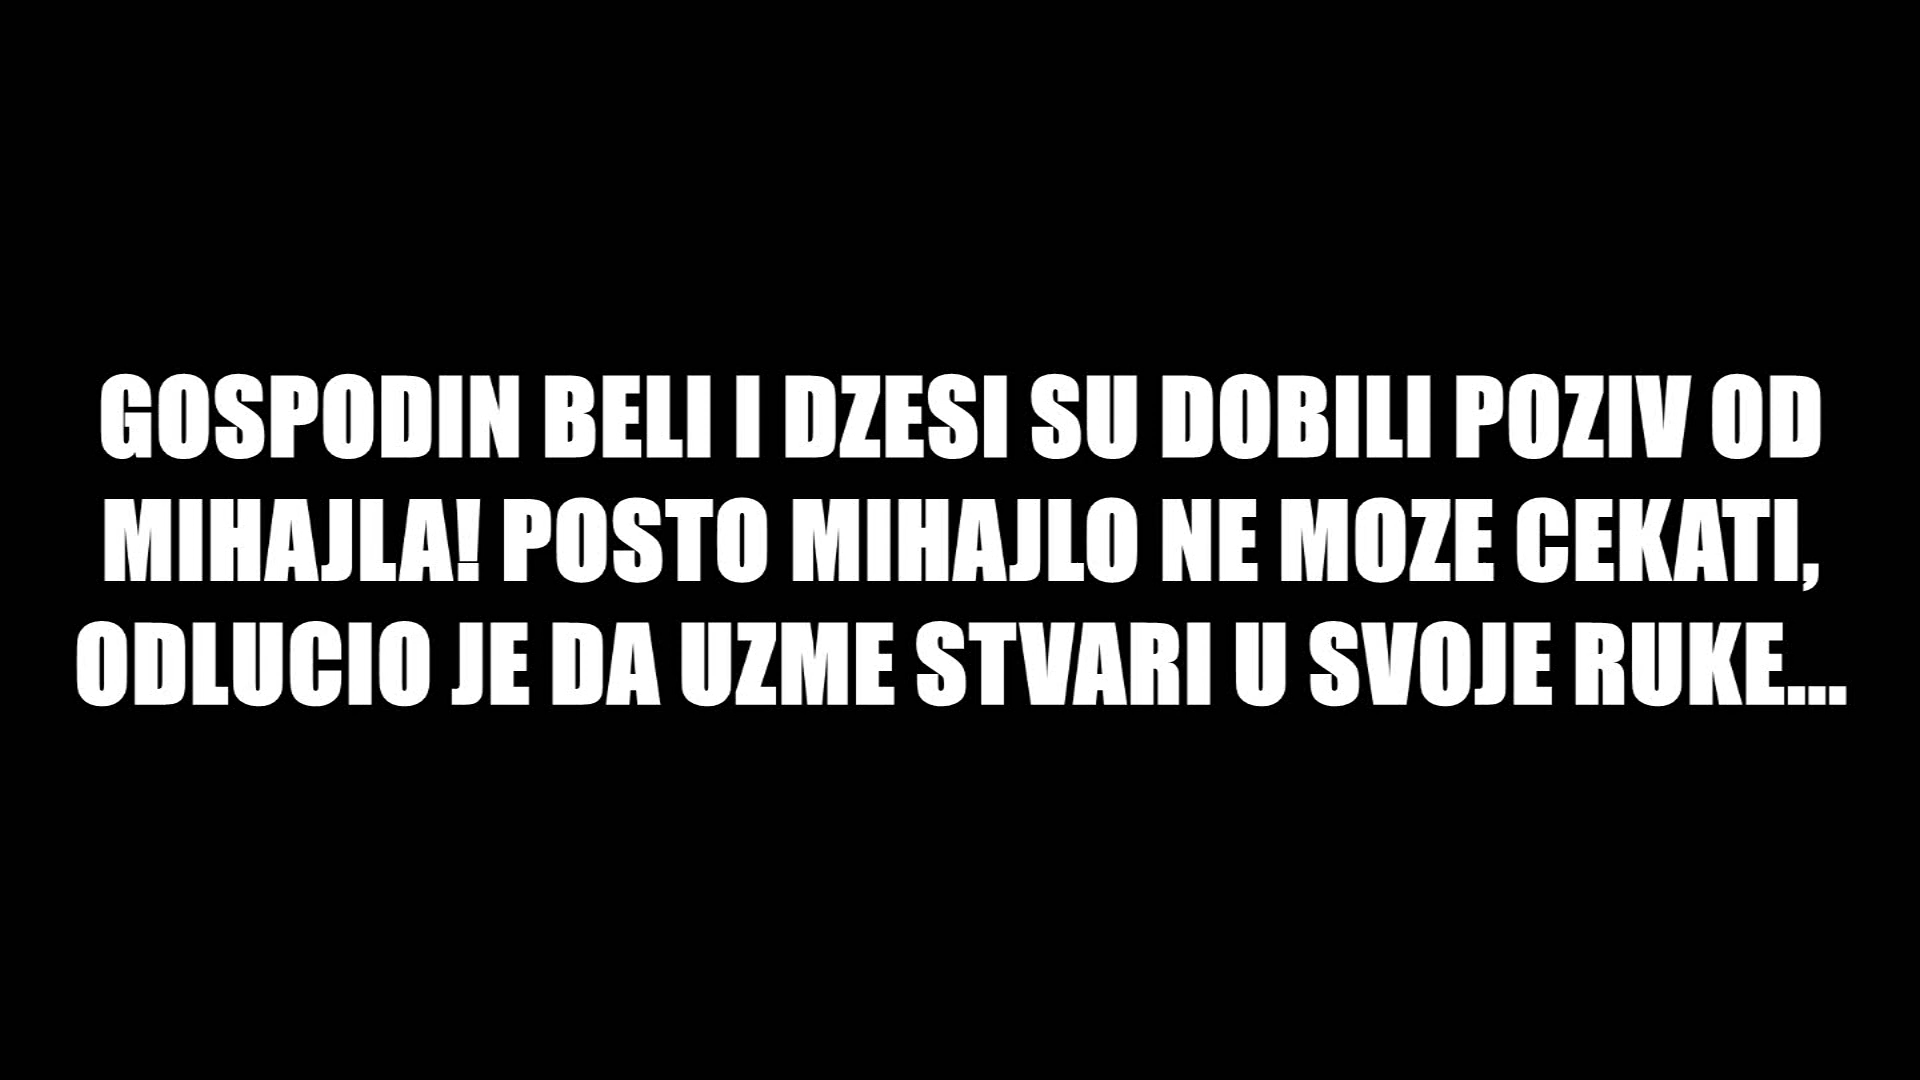 GOSPODIN BELI I DZESI SU DOBILI POZIV OD
MIHAJLA! POSTO MIHAJLO NE MOZE CEKATI,
ODLUCIO JE DA UZME STVARI U SVOJE RUKE...